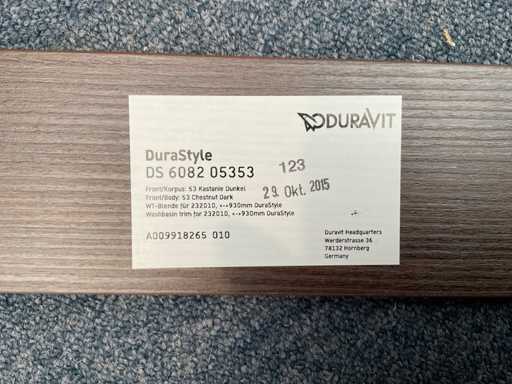 DURAVIT
DuraStyle
DS 6082 05353
123
29. Okt. 2015
Front/Korpus: 53 Kastanie Dunkel
Front/Body: 53 Chestnut Dark
WT-Blende für 232010, <-->930mm DuraStyle
Washbasin trim for 232010, <-->930mm DuraStyle
A009918265 010
Duravit Headquarters
Werderstrasse 36
78132 Hornberg
Germany